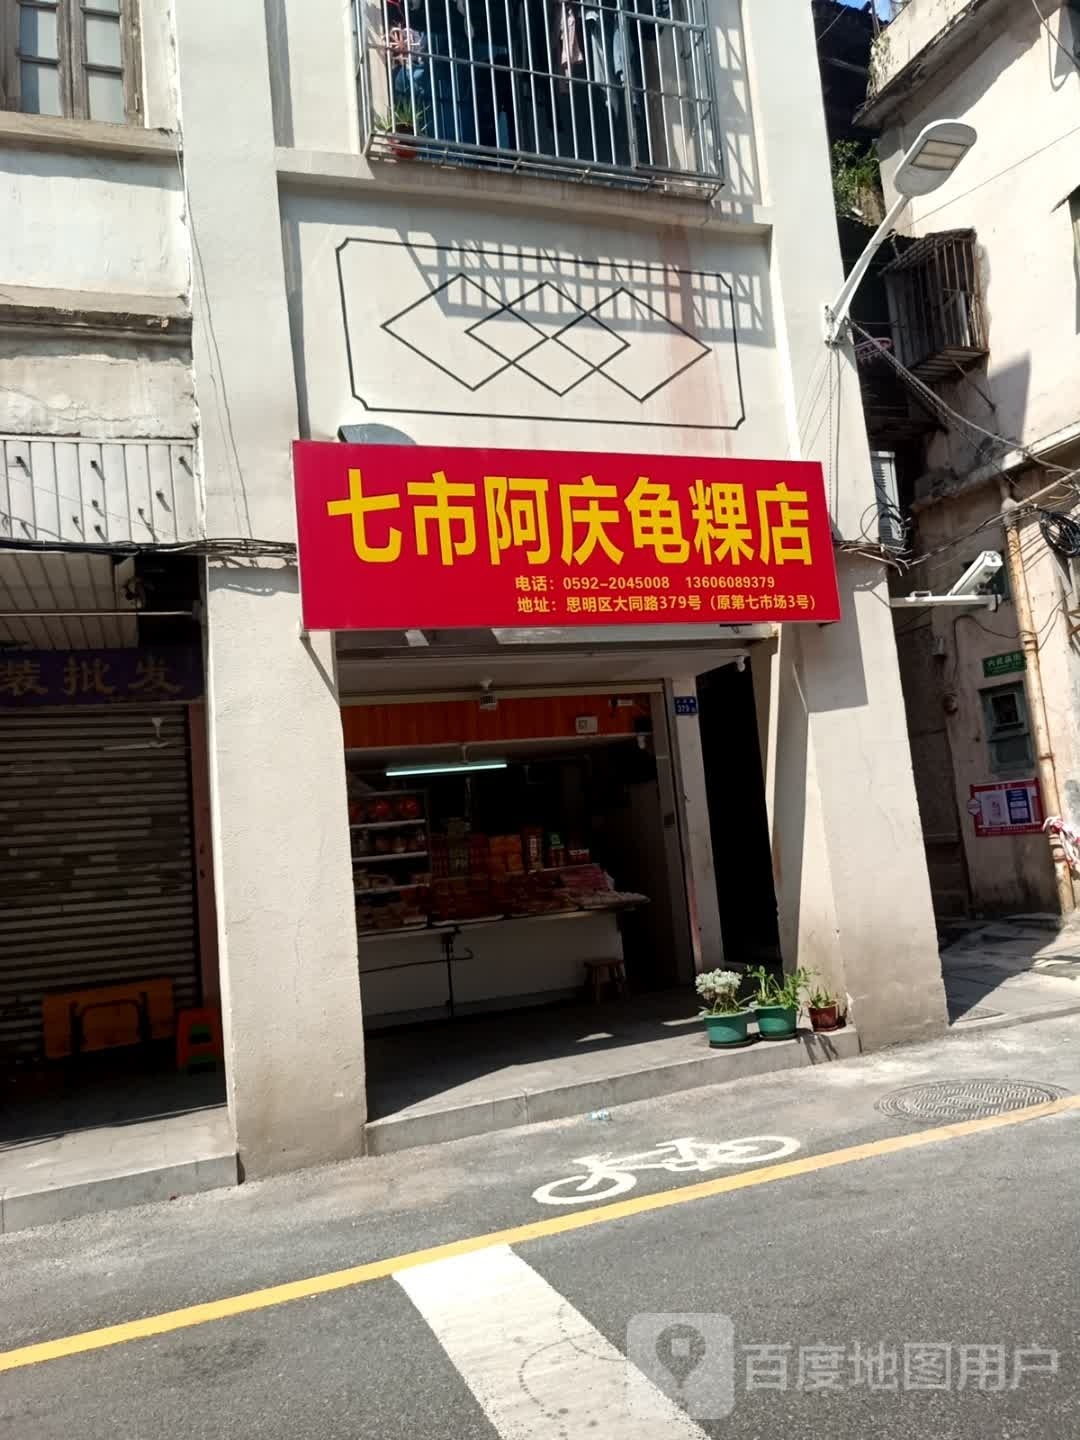 七市阿庆龟粿店
电话：0592-2045008 13606089379
地址：思明区大同路379号（原第七市场3号）
装批发
379
百度地图用户